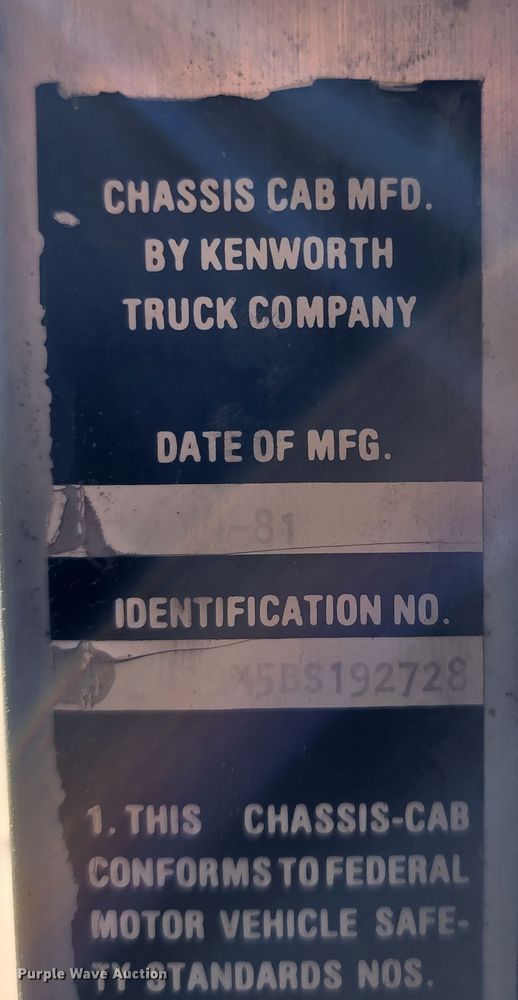 CHASSIS CAB MFD.
BY KENWORTH
TRUCK COMPANY
DATE OF MFG.
-81
IDENTIFICATION NO.
X5BS192728
1. THIS CHASSIS-CAB
CONFORMS TO FEDERAL
MOTOR VEHICLE SAFE-
TY STANDARDS NOS.
Purple Wave Auction